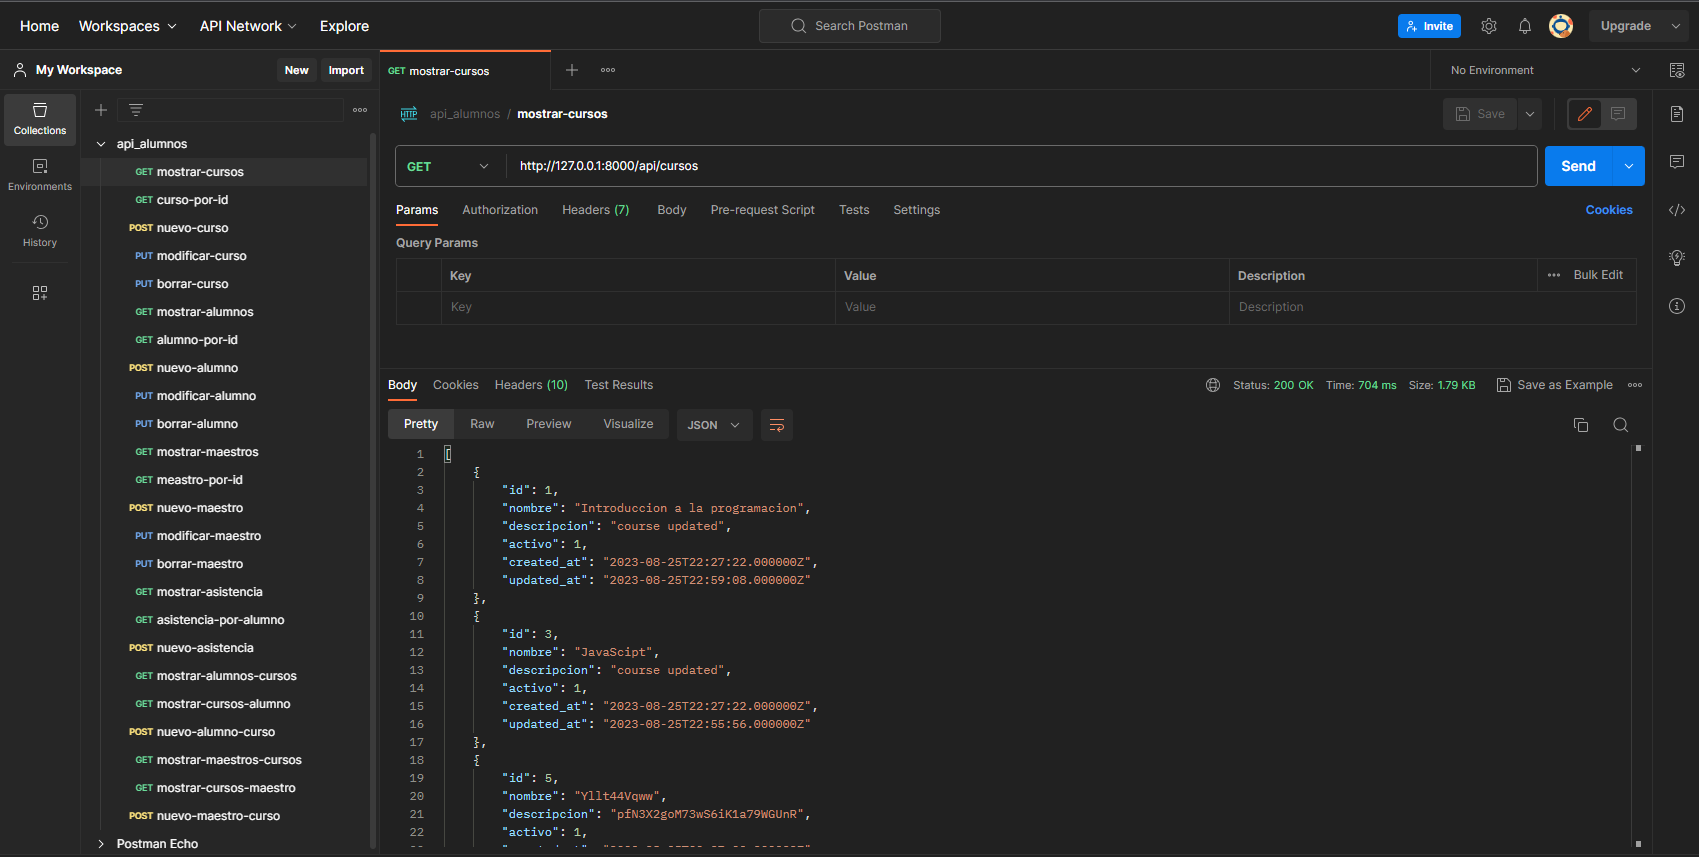 Home Workspaces API Network Explore Search Postman Invite Upgrade
My Workspace New Import GET mostrar-cursos No Environment
Collections
Environments
History
api_alumnos
GET mostrar-cursos
GET curso-por-id
POST nuevo-curso
PUT modificar-curso
PUT borrar-curso
GET mostrar-alumnos
GET alumno-por-id
POST nuevo-alumno
PUT modificar-alumno
PUT borrar-alumno
GET mostrar-maestros
GET meastro-por-id
POST nuevo-maestro
PUT modificar-maestro
PUT borrar-maestro
GET mostrar-asistencia
GET asistencia-por-alumno
POST nuevo-asistencia
GET mostrar-alumnos-cursos
GET mostrar-cursos-alumno
POST nuevo-alumno-curso
GET mostrar-maestros-cursos
GET mostrar-cursos-maestro
POST nuevo-maestro-curso
Postman Echo
HTTP api_alumnos / mostrar-cursos Save
GET http://127.0.0.1:8000/api/cursos Send
Params Authorization Headers (7) Body Pre-request Script Tests Settings Cookies
Query Params
Key Value Description Bulk Edit
Key Value Description
Body Cookies Headers (10) Test Results Status: 200 OK Time: 704 ms Size: 1.79 KB Save as Example
Pretty Raw Preview Visualize JSON
1 [
2 {
3 "id": 1,
4 "nombre": "Introduccion a la programacion",
5 "descripcion": "course updated",
6 "activo": 1,
7 "created_at": "2023-08-25T22:27:22.000000Z",
8 "updated_at": "2023-08-25T22:59:08.000000Z"
9 },
10 {
11 "id": 3,
12 "nombre": "JavaScipt",
13 "descripcion": "course updated",
14 "activo": 1,
15 "created_at": "2023-08-25T22:27:22.000000Z",
16 "updated_at": "2023-08-25T22:55:56.000000Z"
17 },
18 {
19 "id": 5,
20 "nombre": "Yllt44Vqww",
21 "descripcion": "pfN3X2goM73wS6iK1a79WGUnR",
22 "activo": 1,